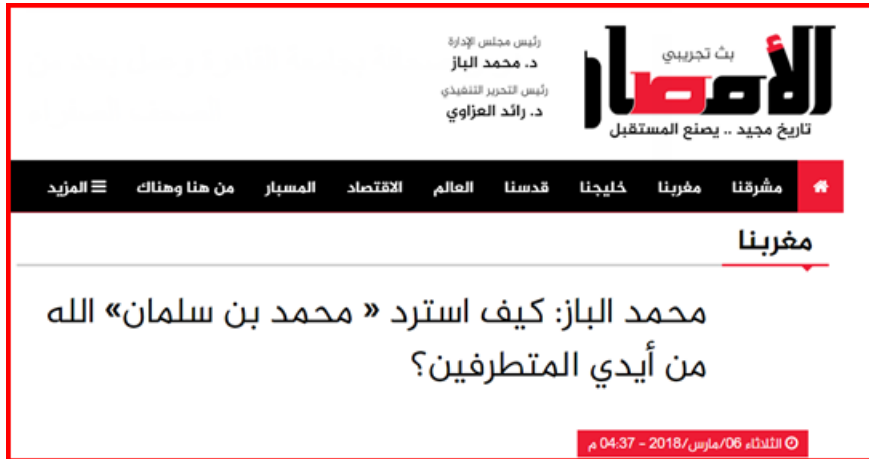 بث تجريبي
الأمصار
تاريخ مجيد .. يصنع المستقبل
رئيس مجلس الإدارة
د. محمد الباز
رئيس التحرير التنفيذي
د. رائد العزاوي
مشرقنا مغربنا خليجنا قدسنا العالم الاقتصاد المسبار من هنا وهناك المزيد
مغربنا
محمد الباز: كيف استرد « محمد بن سلمان» الله
من أيدي المتطرفين؟
الثلاثاء 06/مارس/2018 - 04:37 م